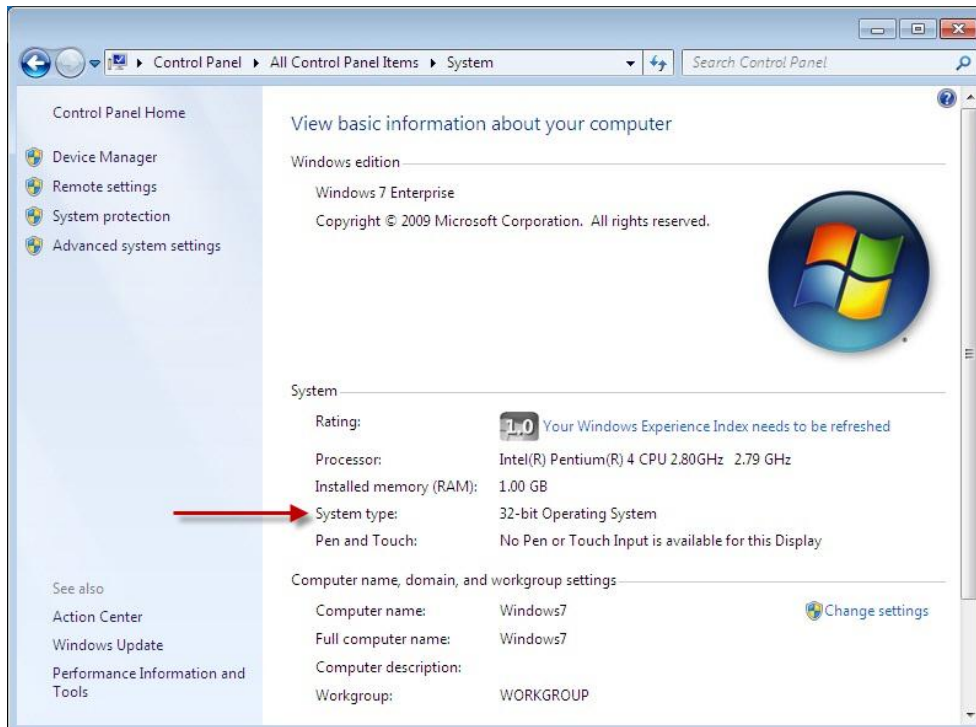 Control Panel ▸ All Control Panel Items ▸ System
Search Control Panel
Control Panel Home
Device Manager
Remote settings
System protection
Advanced system settings
See also
Action Center
Windows Update
Performance Information and
Tools
View basic information about your computer
Windows edition
Windows 7 Enterprise
Copyright © 2009 Microsoft Corporation. All rights reserved.
System
Rating: 1.0 Your Windows Experience Index needs to be refreshed
Processor: Intel(R) Pentium(R) 4 CPU 2.80GHz 2.79 GHz
Installed memory (RAM): 1.00 GB
System type: 32-bit Operating System
Pen and Touch: No Pen or Touch Input is available for this Display
Computer name, domain, and workgroup settings
Computer name: Windows7 Change settings
Full computer name: Windows7
Computer description:
Workgroup: WORKGROUP